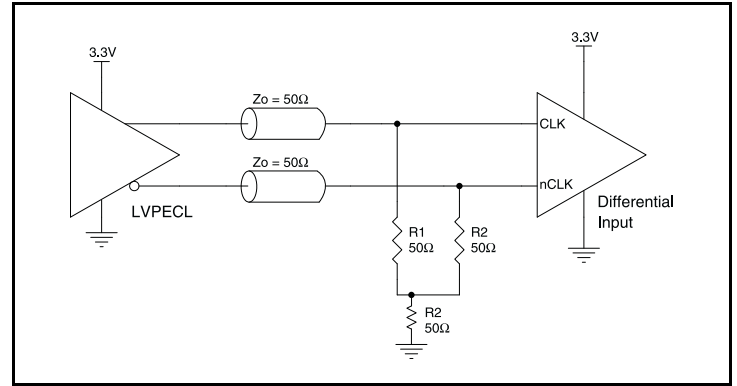 3.3V
3.3V
Zo = 50Ω
CLK
Zo = 50Ω
nCLK
LVPECL
Differential
Input
R1
50Ω
R2
50Ω
R2
50Ω